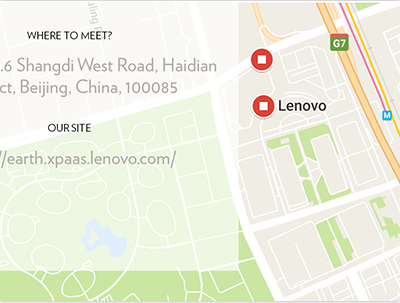 WHERE TO MEET?
.6 Shangdi West Road, Haidian
ct, Beijing, China, 100085
OUR SITE
//earth.xpaas.lenovo.com/
G7
Lenovo
M